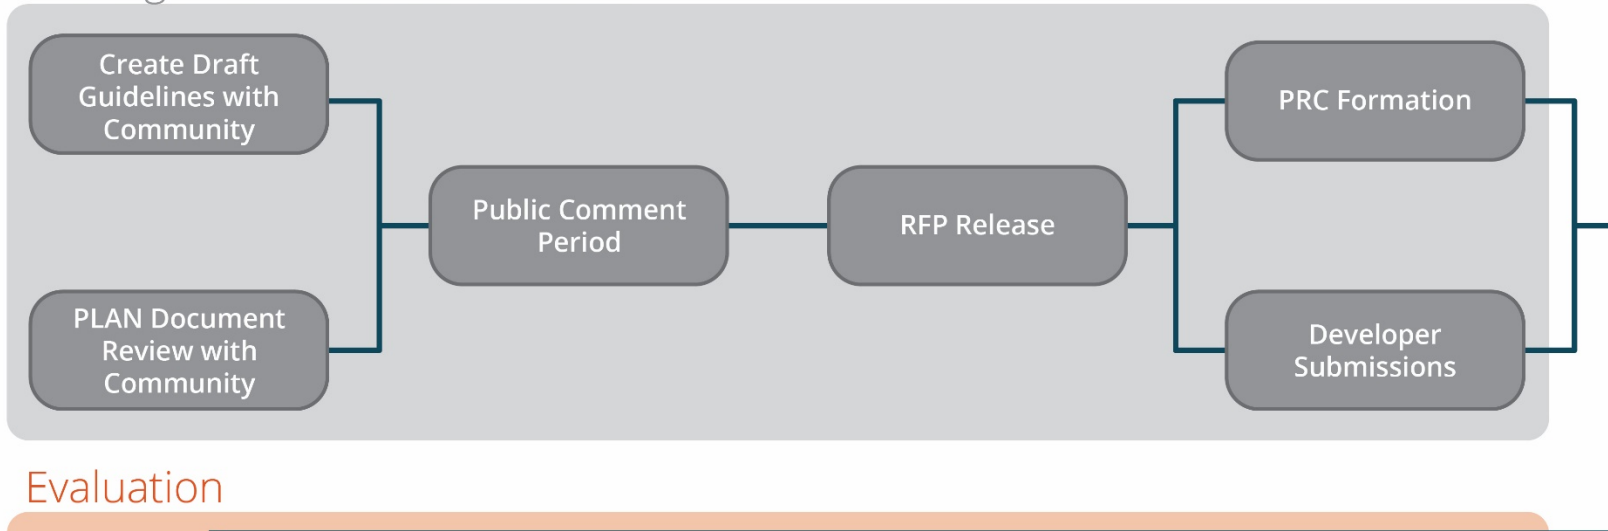 Create Draft
Guidelines with
Community
PLAN Document
Review with
Community
Public Comment
Period
RFP Release
PRC Formation
Developer
Submissions
Evaluation